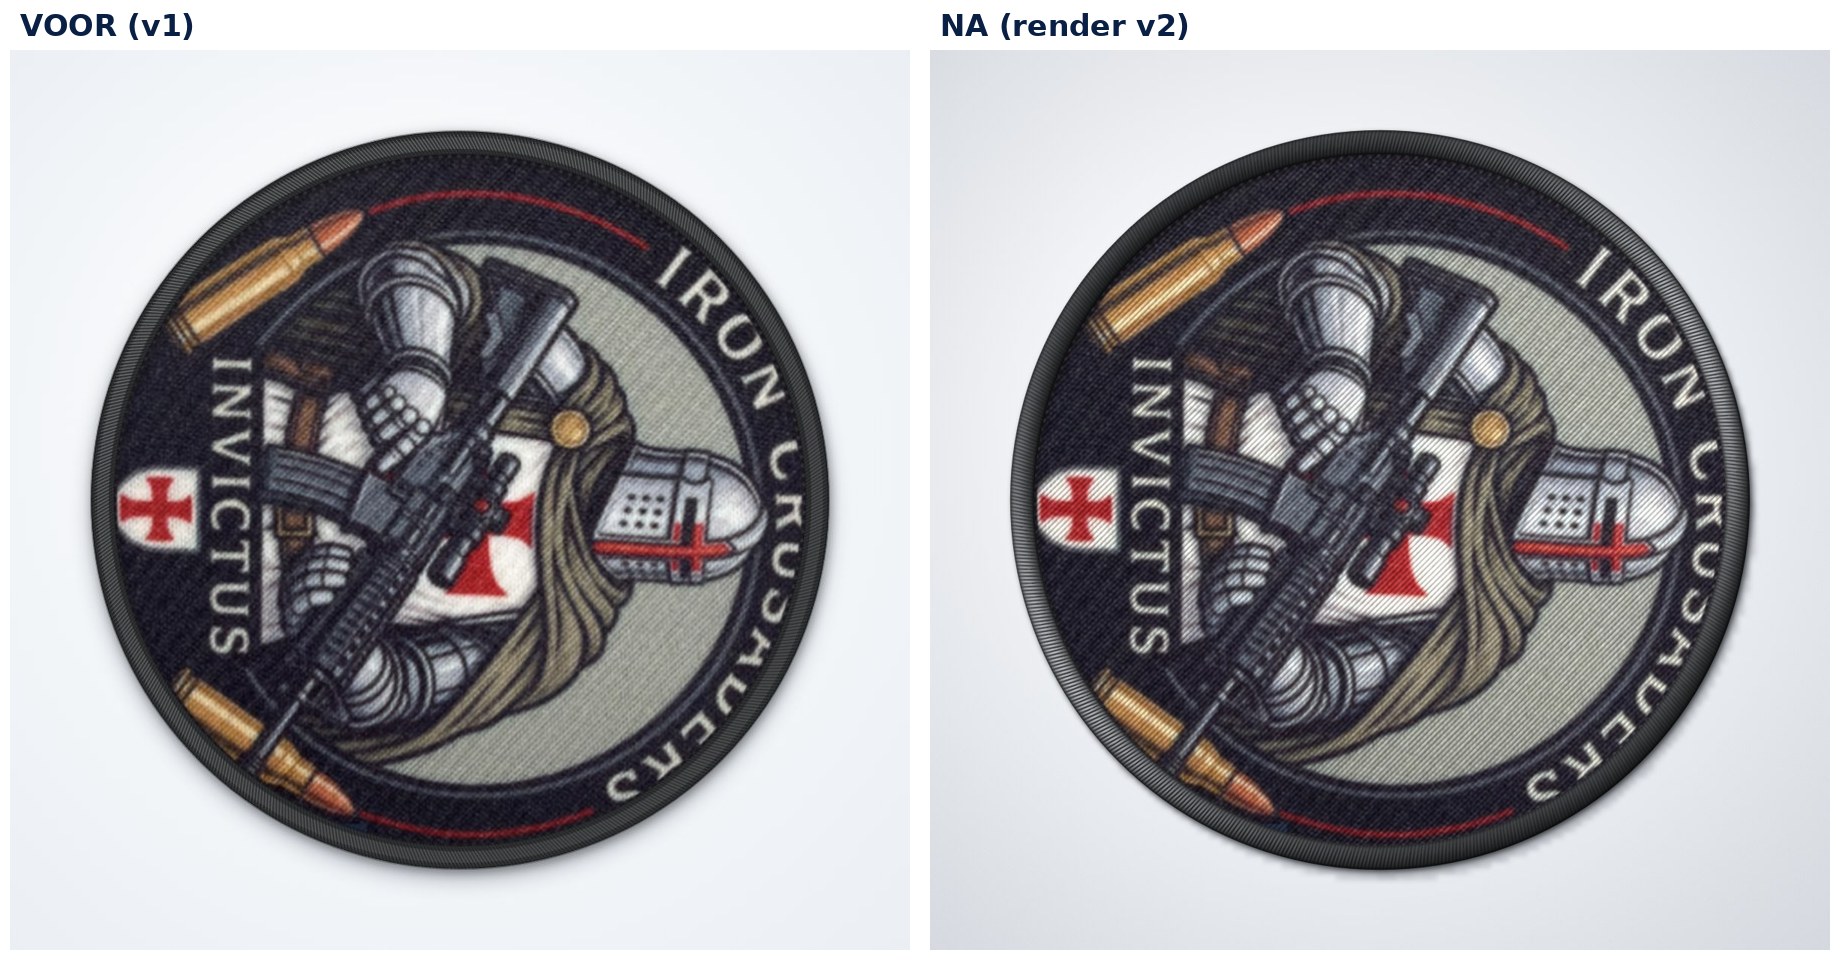 VOOR (v1)
NA (render v2)
IRON CRUSADERS
INVICTUS
IRON CRUSADERS
INVICTUS